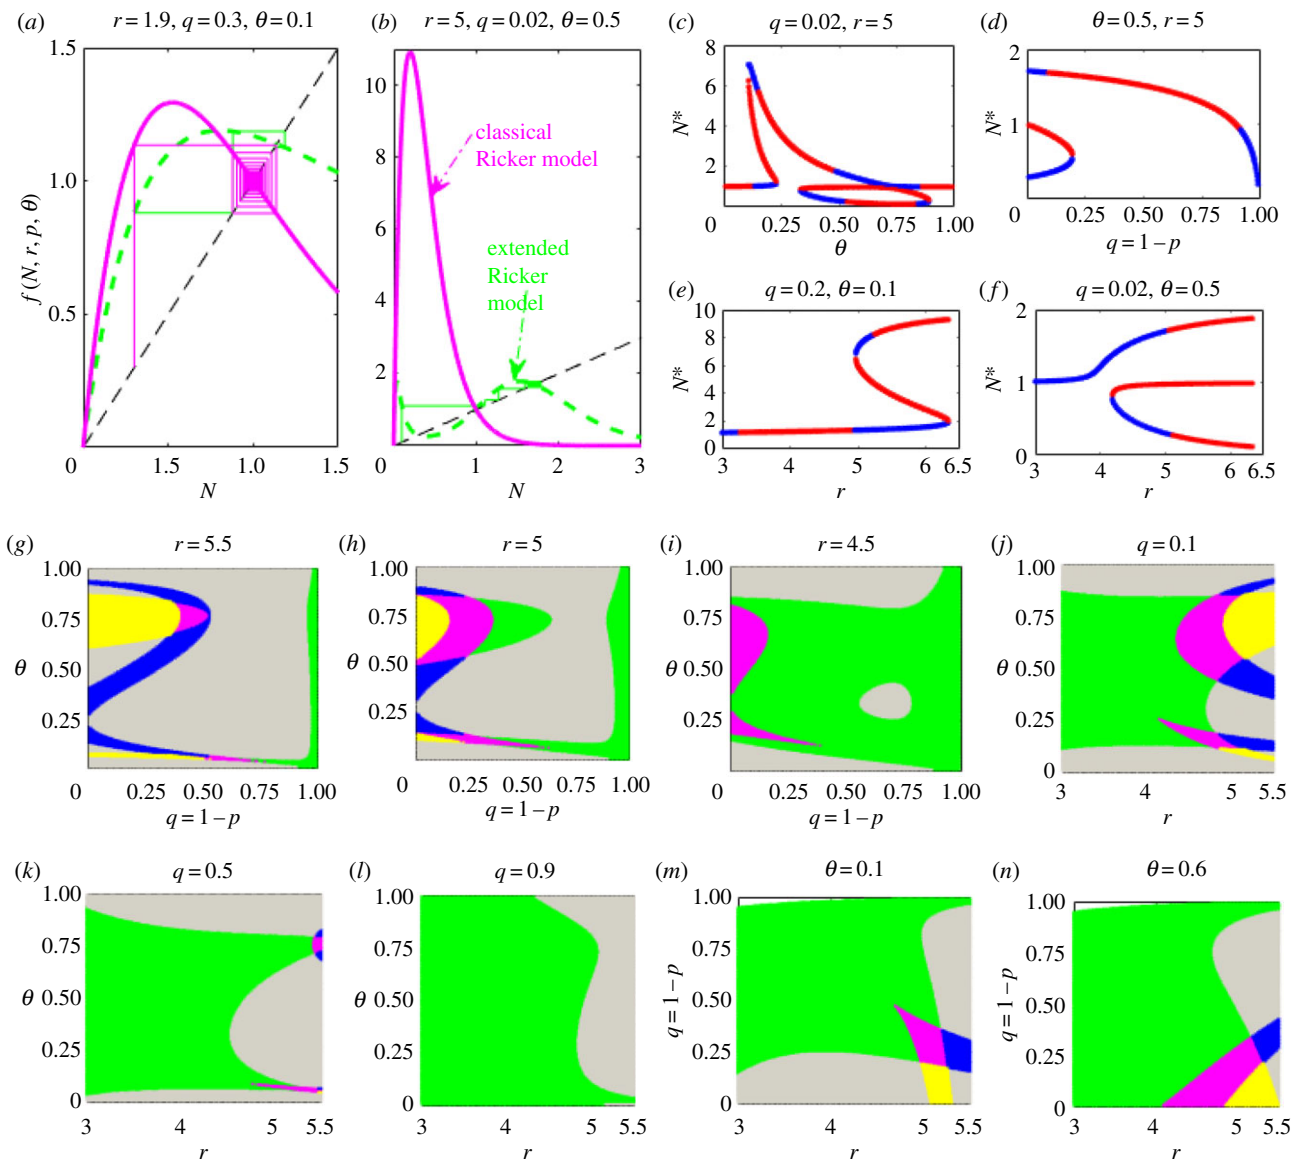 (a) r = 1.9, q = 0.3, θ = 0.1
(b) r = 5, q = 0.02, θ = 0.5
(c) q = 0.02, r = 5
(d) θ = 0.5, r = 5
f (N, r, p, θ)
1.5
1.0
0.5
0 1.5 1.0 1.5
N
10
8
6
4
2
0 1 2 3
N
classical
Ricker model
extended
Ricker
model
N*
8
6
4
2
0 0.25 0.50 0.75 1.00
θ
N*
2
1
0
0 0.25 0.50 0.75 1.00
q = 1 – p
(e) q = 0.2, θ = 0.1
(f) q = 0.02, θ = 0.5
N*
10
8
6
4
2
0
3 4 5 6 6.5
r
N*
2
1
0
3 4 5 6 6.5
r
(g) r = 5.5
(h) r = 5
(i) r = 4.5
(j) q = 0.1
1.00
0.75
θ 0.50
0.25
0 0.25 0.50 0.75 1.00
q = 1 – p
1.00
0.75
θ 0.50
0.25
0 0.25 0.50 0.75 1.00
q = 1 – p
1.00
0.75
θ 0.50
0.25
0 0.25 0.50 0.75 1.00
q = 1 – p
1.00
0.75
θ 0.50
0.25
0
3 4 5 5.5
r
(k) q = 0.5
(l) q = 0.9
(m) θ = 0.1
(n) θ = 0.6
1.00
0.75
θ 0.50
0.25
0
3 4 5 5.5
r
1.00
0.75
θ 0.50
0.25
0
3 4 5 5.5
r
q = 1 – p
1.00
0.75
0.50
0.25
0
3 4 5 5.5
r
q = 1 – p
1.00
0.75
0.50
0.25
0
3 4 5 5.5
r